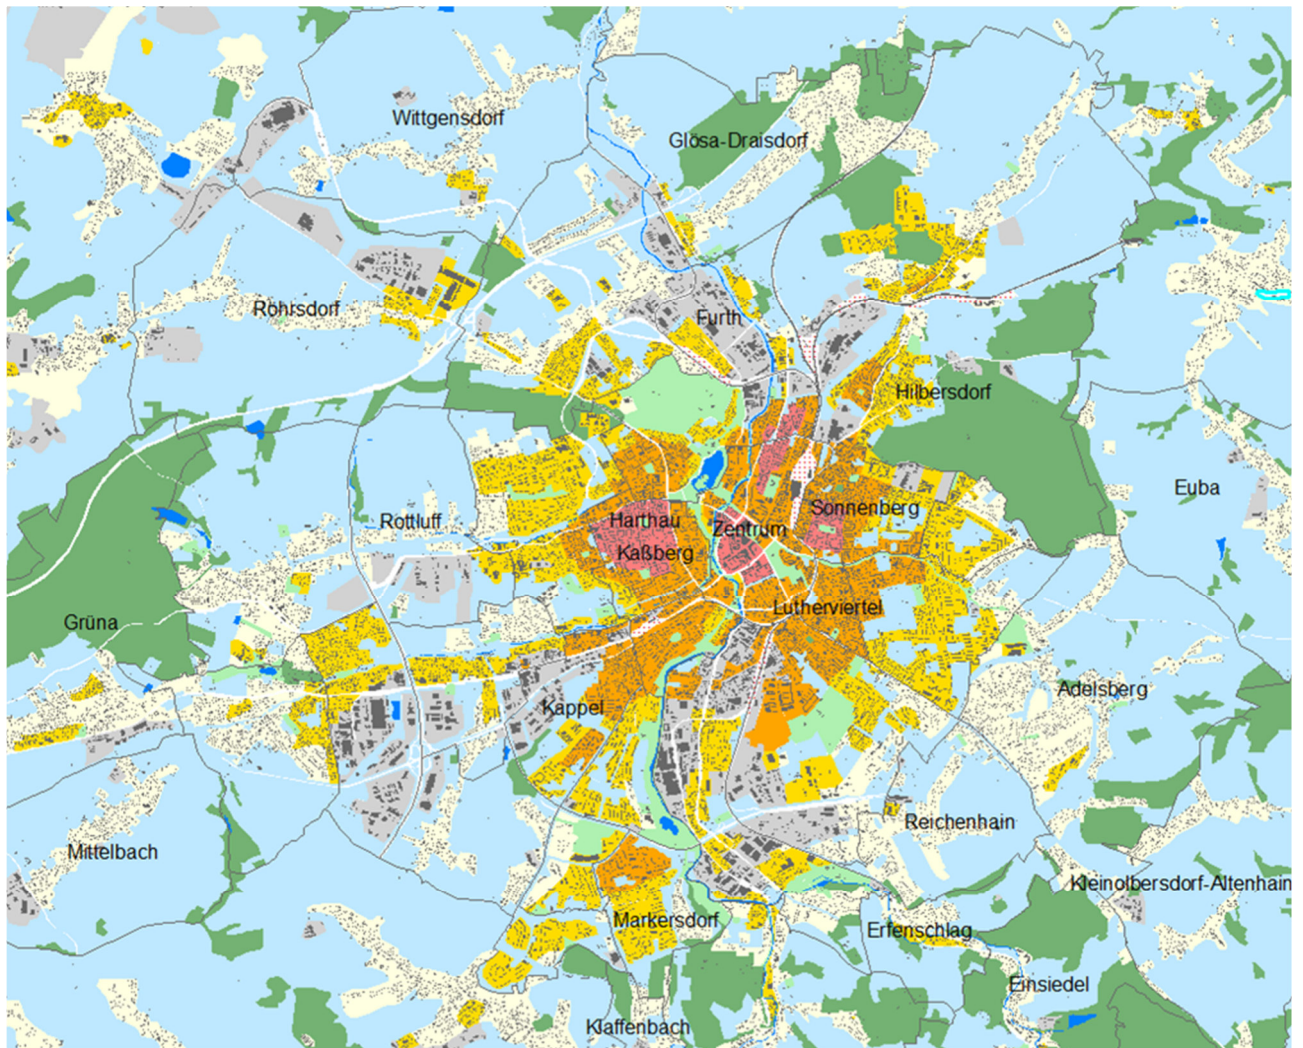 Wittgensdorf
Glösa-Draisdorf
Röhrsdorf
Furth
Hilbersdorf
Euba
Rottluff
Harthau
Zentrum
Sonnenberg
Kaßberg
Grüna
Lutherviertel
Adelsberg
Kappel
Reichenhain
Mittelbach
Kleinolbersdorf-Altenhain
Markersdorf
Erfenschlag
Einsiedel
Klaffenbach